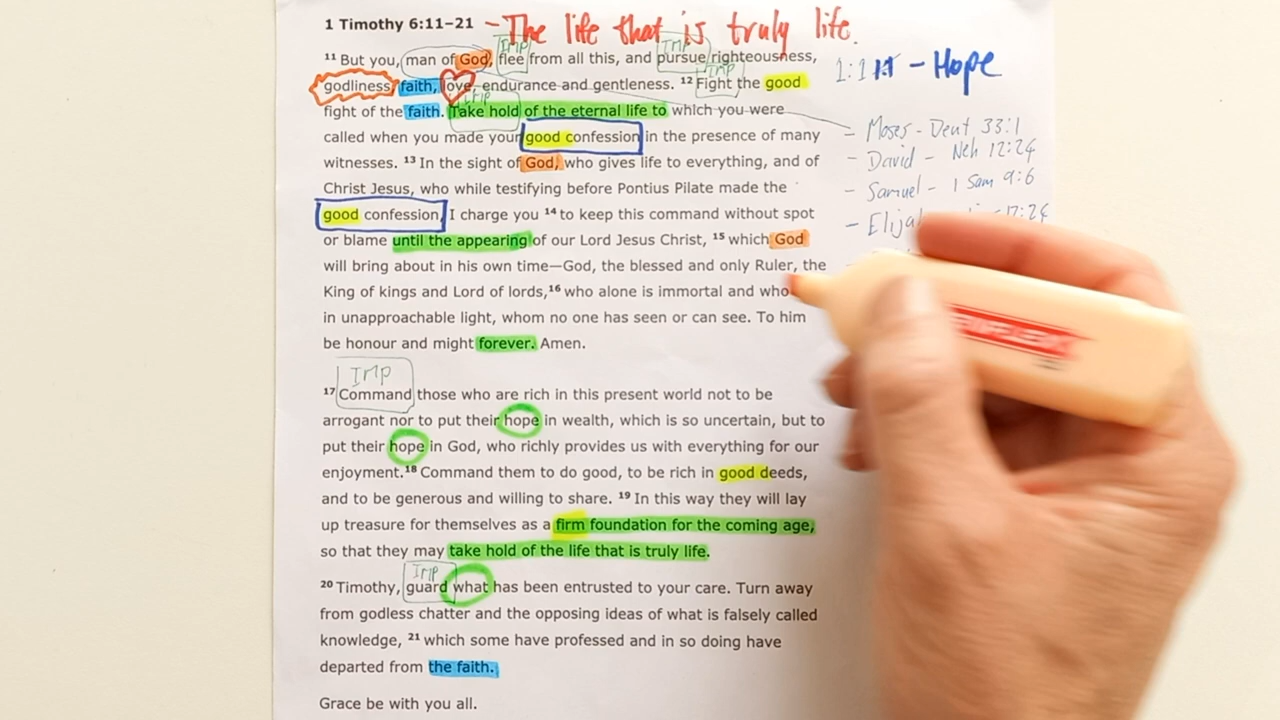 1 Timothy 6:11–21 – The life that is truly life.
IMP IMP
¹¹ But you, man of God, flee from all this, and pursue righteousness,
1:1 – Hope
IMP
godliness, faith, love, endurance and gentleness. ¹² Fight the good
IMP
fight of the faith. Take hold of the eternal life to which you were
– Moses – Deut 33:1
called when you made your good confession in the presence of many
– David – Neh 12:24
witnesses. ¹³ In the sight of God, who gives life to everything, and of
– Samuel – 1 Sam 9:6
Christ Jesus, who while testifying before Pontius Pilate made the
good confession, I charge you ¹⁴ to keep this command without spot
– 17:24
or blame until the appearing of our Lord Jesus Christ, ¹⁵ which God
will bring about in his own time—God, the blessed and only Ruler, the
King of kings and Lord of lords,¹⁶ who alone is immortal and who
in unapproachable light, whom no one has seen or can see. To him
be honour and might forever. Amen.
IMP
¹⁷ Command those who are rich in this present world not to be
arrogant nor to put their hope in wealth, which is so uncertain, but to
put their hope in God, who richly provides us with everything for our
enjoyment.¹⁸ Command them to do good, to be rich in good deeds,
and to be generous and willing to share. ¹⁹ In this way they will lay
up treasure for themselves as a firm foundation for the coming age,
so that they may take hold of the life that is truly life.
IMP
²⁰ Timothy, guard what has been entrusted to your care. Turn away
from godless chatter and the opposing ideas of what is falsely called
knowledge, ²¹ which some have professed and in so doing have
departed from the faith.
Grace be with you all.